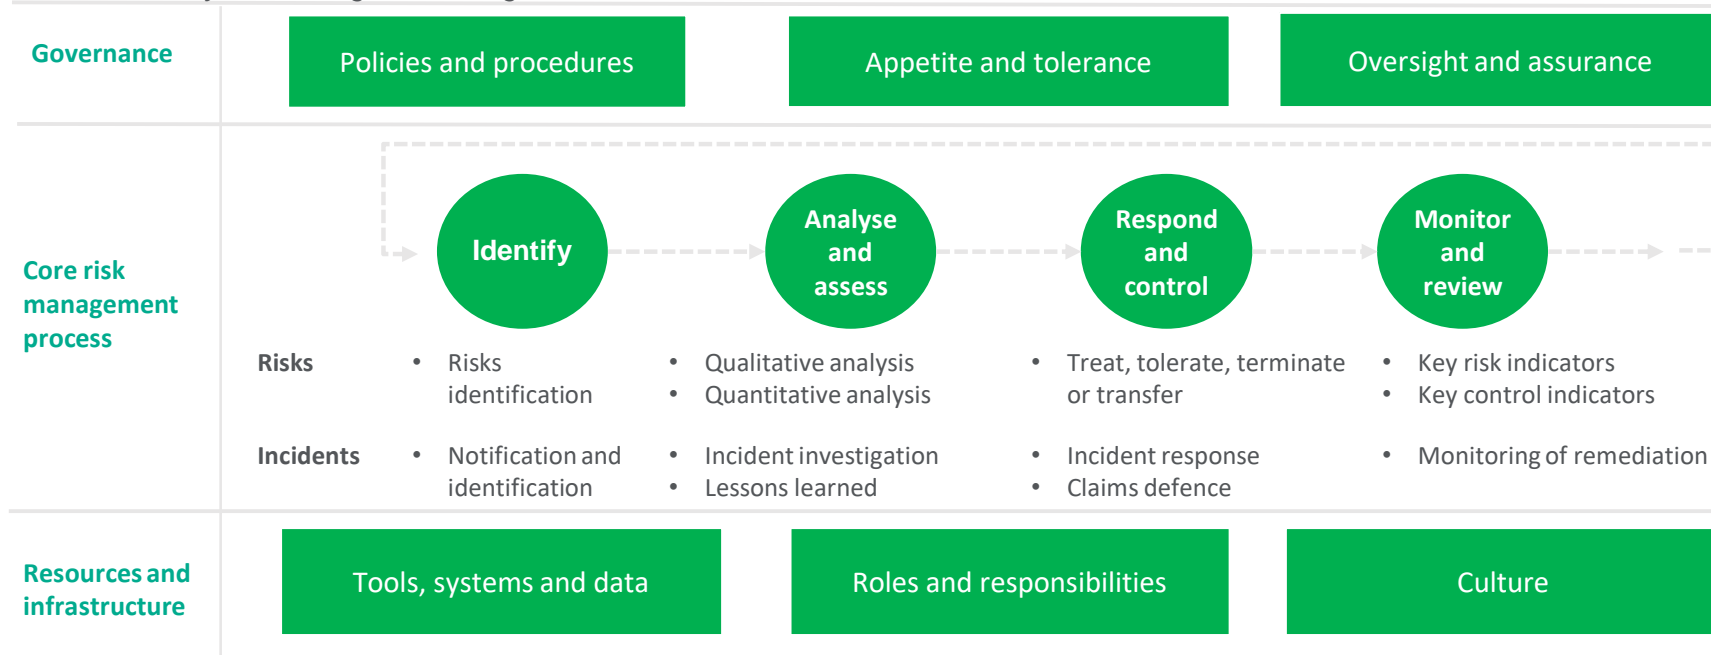 Governance
Policies and procedures
Appetite and tolerance
Oversight and assurance
Core risk
management
process
Identify
Analyse
and
assess
Respond
and
control
Monitor
and
review
Risks
• Risks
identification
• Qualitative analysis
• Quantitative analysis
• Treat, tolerate, terminate
or transfer
• Key risk indicators
• Key control indicators
Incidents
• Notification and
identification
• Incident investigation
• Lessons learned
• Incident response
• Claims defence
• Monitoring of remediation
Resources and
infrastructure
Tools, systems and data
Roles and responsibilities
Culture